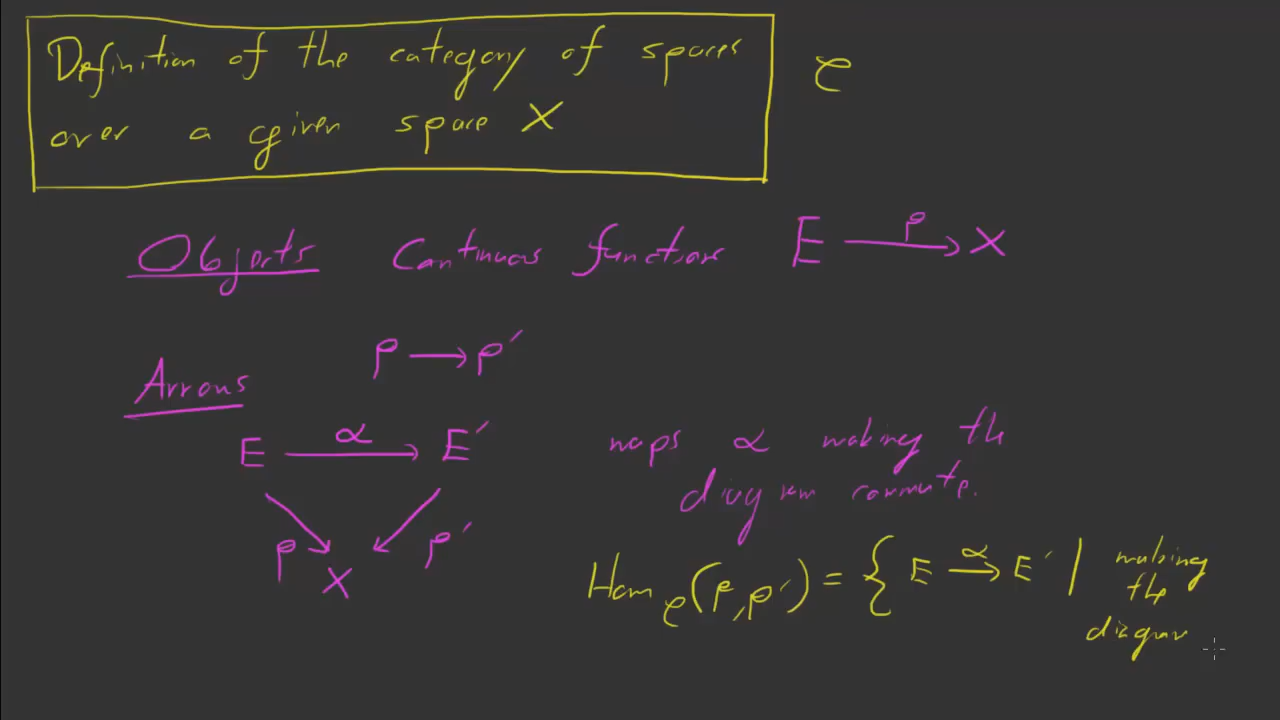 Definition of the category of spaces
over a given space X
𝒞
Objects Continuous functions E →p X
p → p′
Arrows
E →α E′
p p′
X
maps α making the
diagram commute.
Hom𝒞(p, p′) = { E →α E′ | making
the
diagram